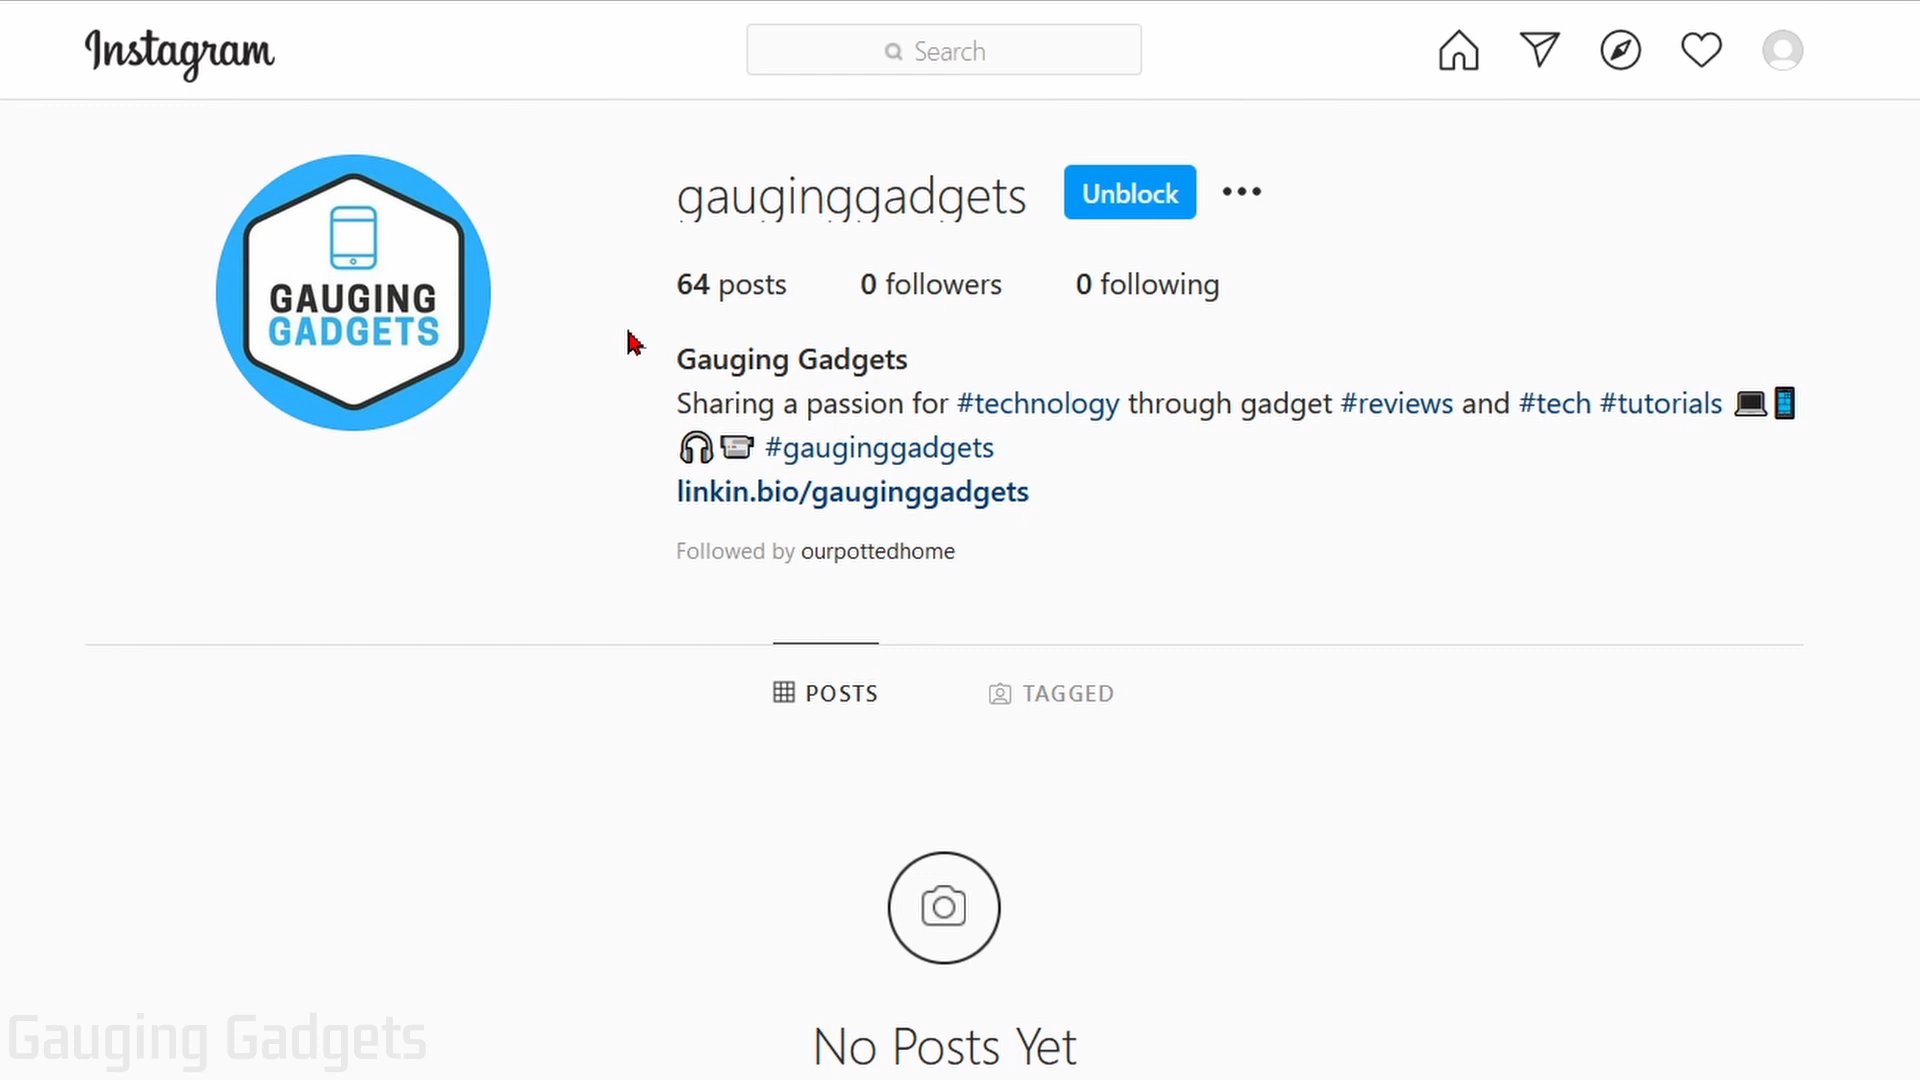 Instagram
Search
GAUGING
GADGETS
gauginggadgets
Unblock
64 posts
0 followers
0 following
Gauging Gadgets
Sharing a passion for #technology through gadget #reviews and #tech #tutorials 💻📱
🎧📹 #gauginggadgets
linkin.bio/gauginggadgets
Followed by ourpottedhome
POSTS
TAGGED
No Posts Yet
Gauging Gadgets